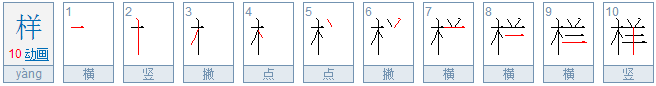 样 1 2 3 4 5 6 7 8 9 10
10 动画
yàng 横 竖 撇 点 点 撇 横 横 横 竖